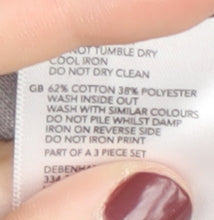 DO NOT TUMBLE DRY
COOL IRON
DO NOT DRY CLEAN
GB 62% COTTON 38% POLYESTER
WASH INSIDE OUT
WASH WITH SIMILAR COLOURS
DO NOT PILE WHILST DAMP
IRON ON REVERSE SIDE
DO NOT IRON PRINT
PART OF A 3 PIECE SET
DEBENHA
334